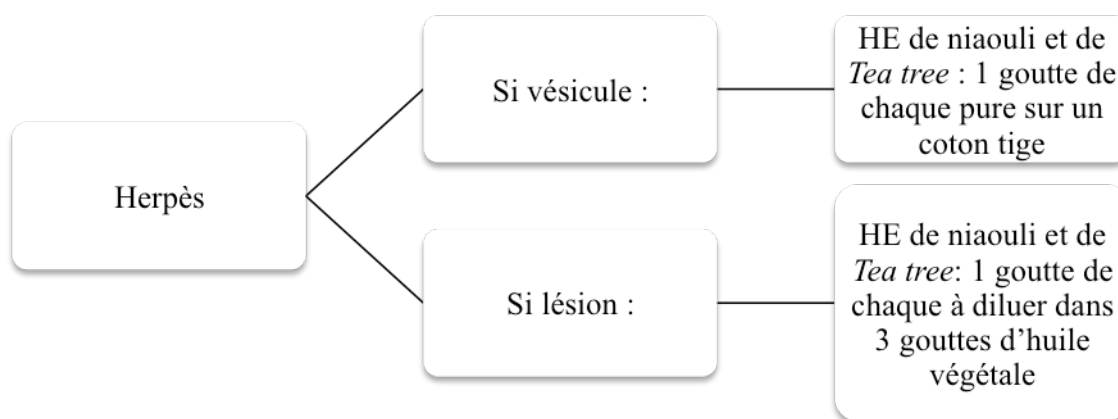 Herpès
Si vésicule :
HE de niaouli et de
Tea tree : 1 goutte de
chaque pure sur un
coton tige
Si lésion :
HE de niaouli et de
Tea tree: 1 goutte de
chaque à diluer dans
3 gouttes d’huile
végétale